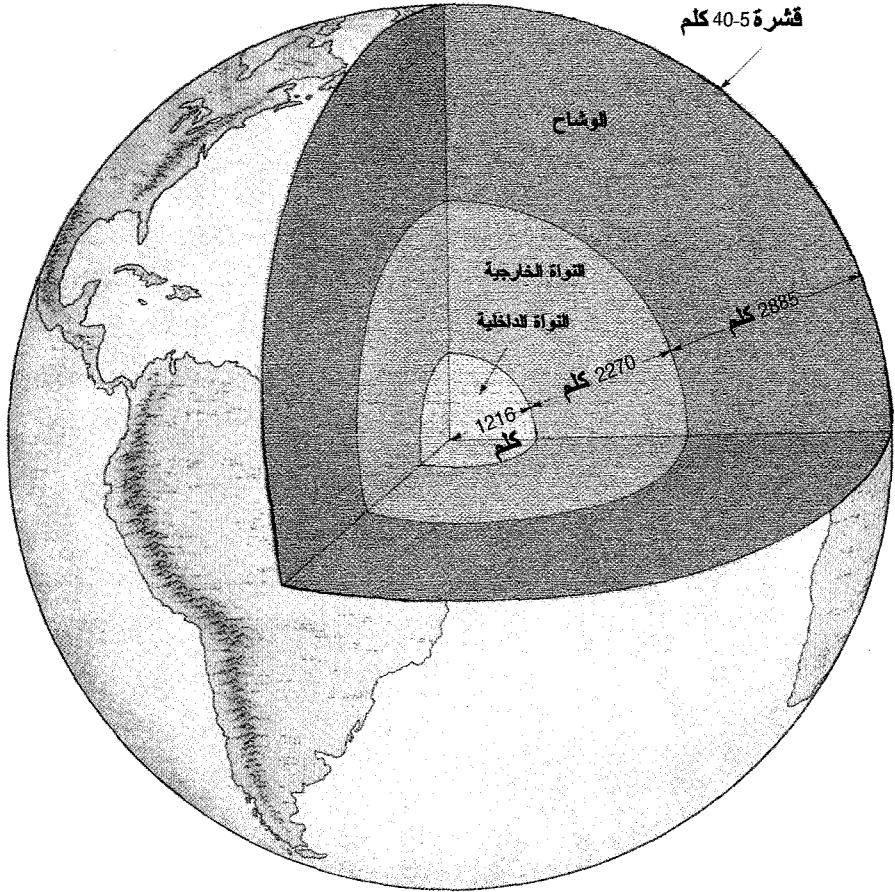 قشرة 5-40 كلم
الوشاح
النواة الخارجية
النواة الداخلية
2885 كلم
2270 كلم
1216
كلم